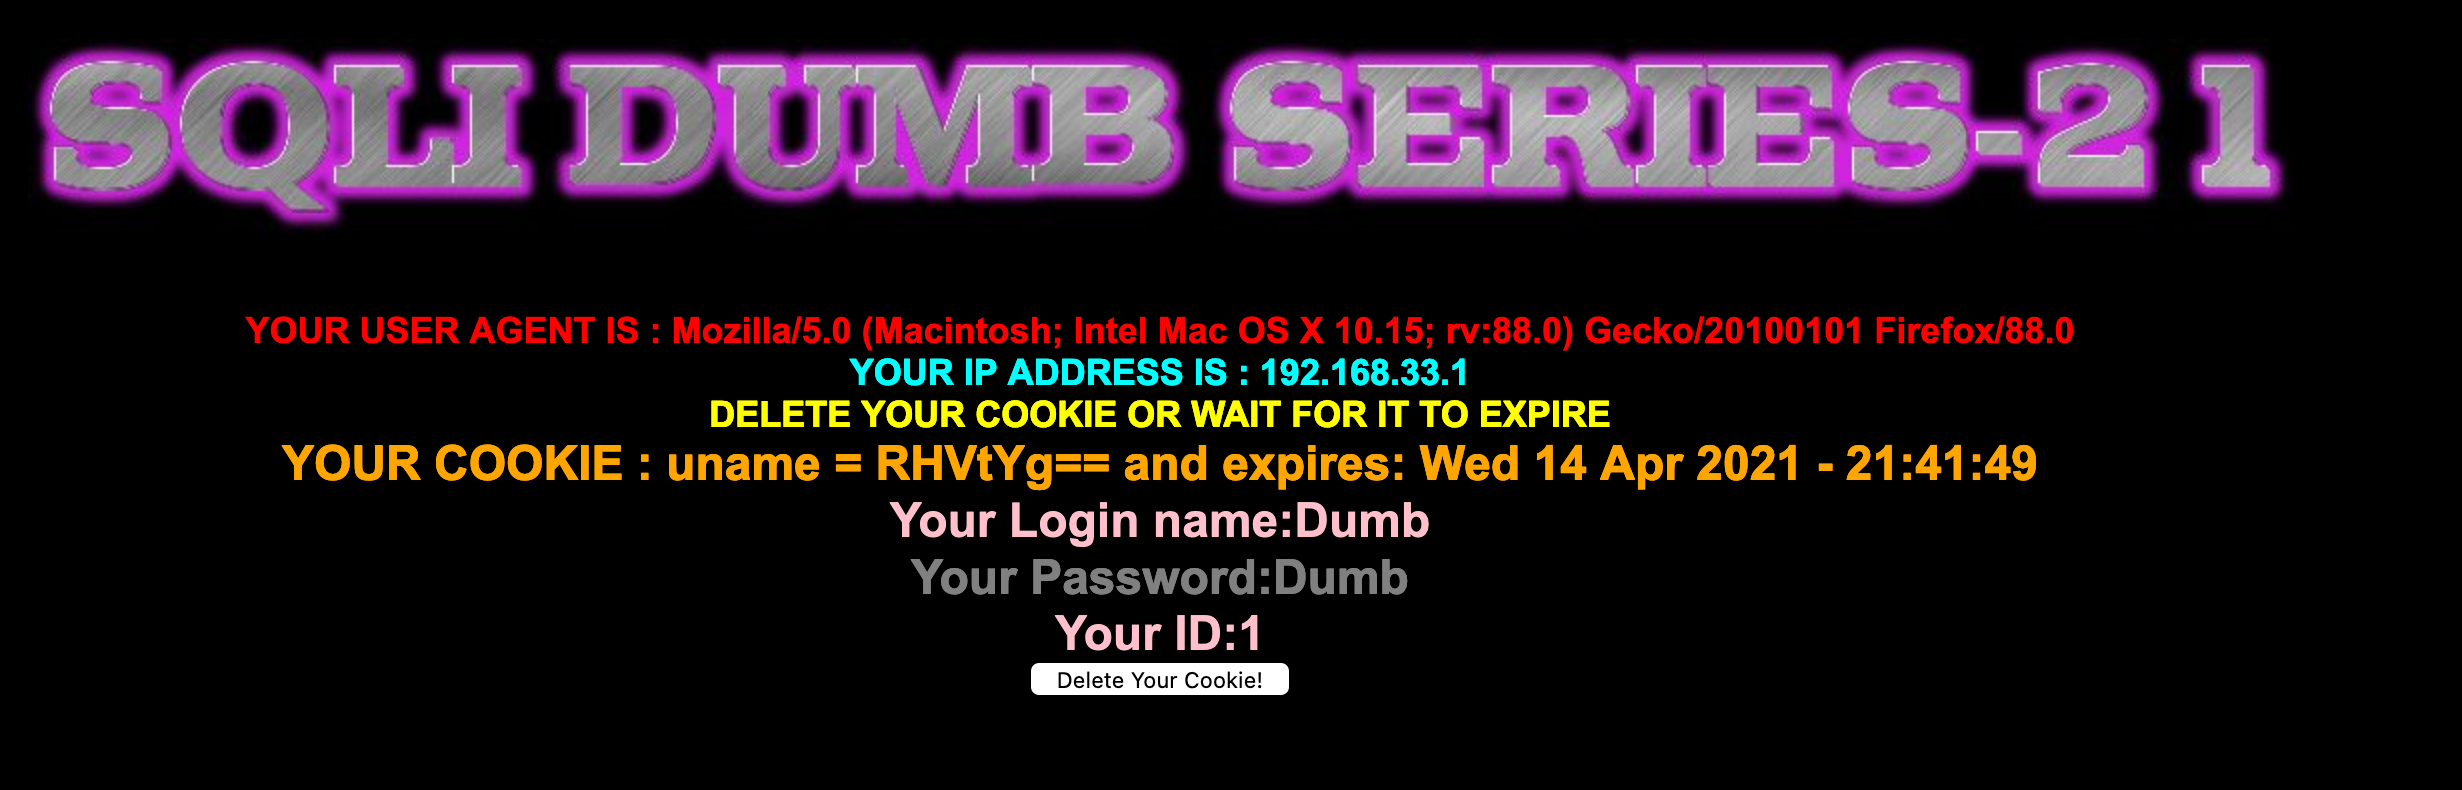 SQLI DUMB SERIES-21
YOUR USER AGENT IS : Mozilla/5.0 (Macintosh; Intel Mac OS X 10.15; rv:88.0) Gecko/20100101 Firefox/88.0
YOUR IP ADDRESS IS : 192.168.33.1
DELETE YOUR COOKIE OR WAIT FOR IT TO EXPIRE
YOUR COOKIE : uname = RHVtYg== and expires: Wed 14 Apr 2021 - 21:41:49
Your Login name:Dumb
Your Password:Dumb
Your ID:1
Delete Your Cookie!